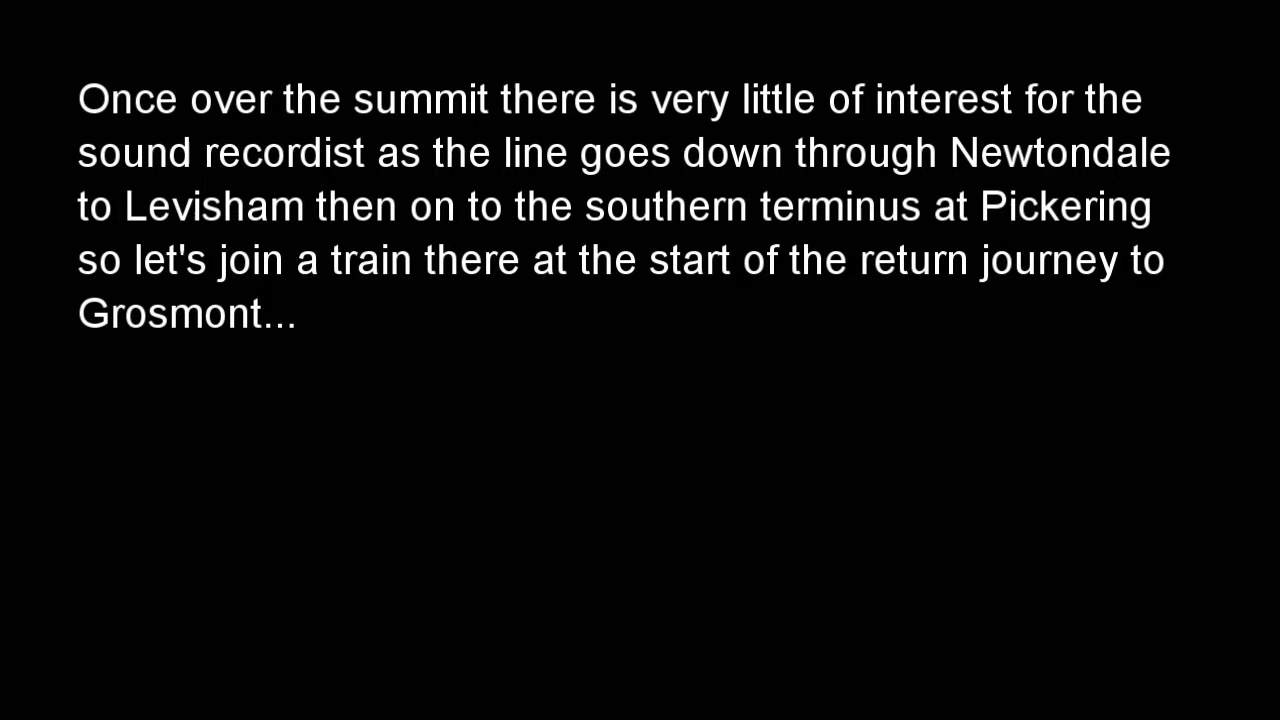 Once over the summit there is very little of interest for the
sound recordist as the line goes down through Newtondale
to Levisham then on to the southern terminus at Pickering
so let's join a train there at the start of the return journey to
Grosmont...